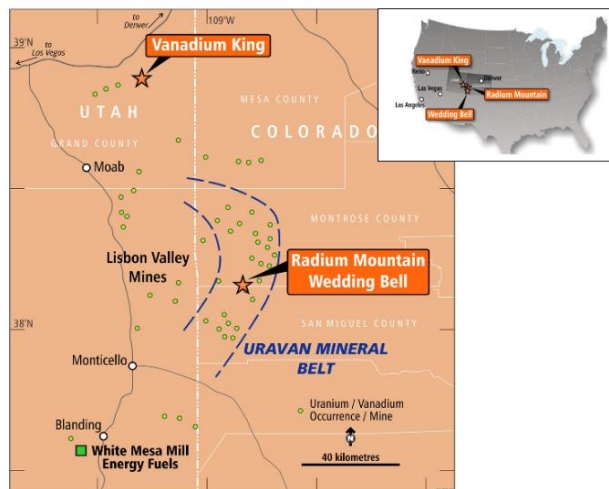 to
Denver
39°N
to
Las Vegas
109°W
Vanadium King
UTAH
MESA COUNTY
COLORADO
GRAND COUNTY
Moab
MONTROSE COUNTY
Lisbon Valley
Mines
Radium Mountain
Wedding Bell
38°N
SAN MIGUEL COUNTY
URAVAN MINERAL
BELT
Monticello
Uranium / Vanadium
Occurrence / Mine
Blanding
N
White Mesa Mill
Energy Fuels
40 kilometres
Vanadium King
Reno
Denver
Las Vegas
Radium Mountain
Los Angeles
Wedding Bell